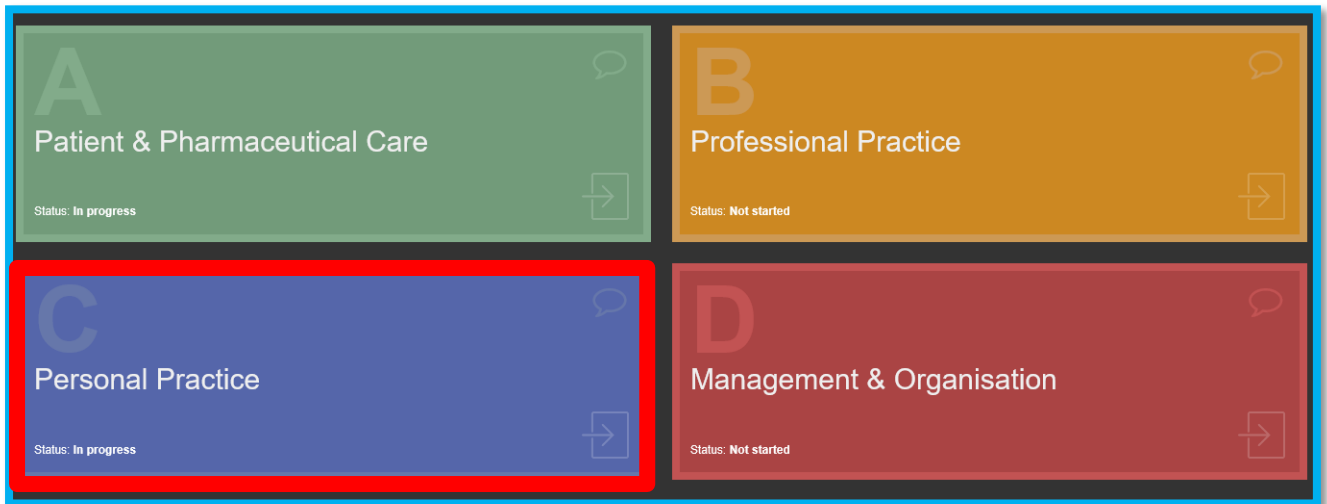 A
Patient & Pharmaceutical Care
Status: In progress
B
Professional Practice
Status: Not started
C
Personal Practice
Status: In progress
D
Management & Organisation
Status: Not started